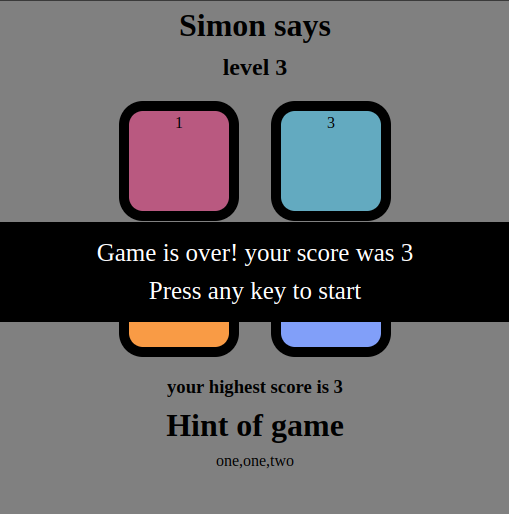 Simon says
level 3
1
3
Game is over! your score was 3
Press any key to start
your highest score is 3
Hint of game
one,one,two